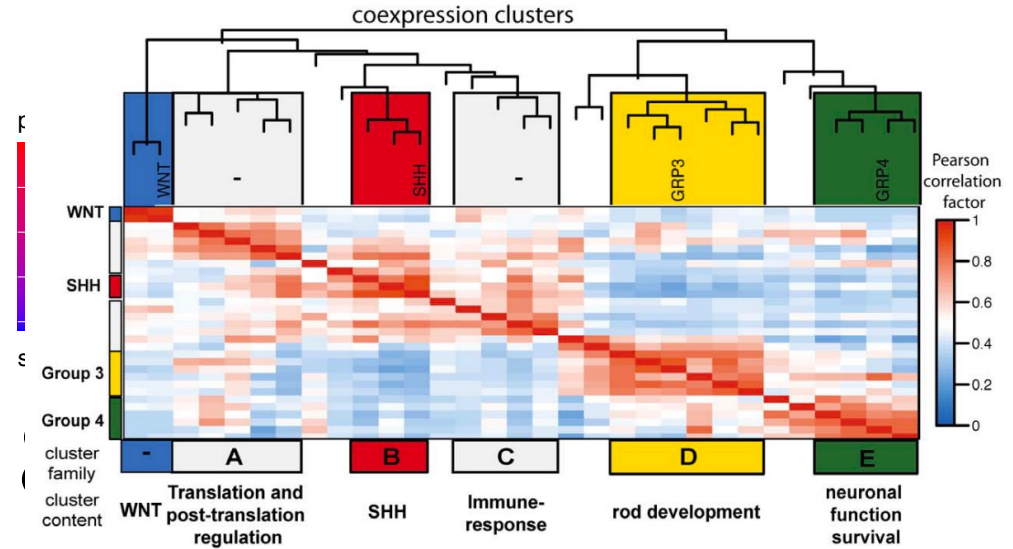 coexpression clusters
p
WNT
-
SHH
-
GRP3
GRP4
Pearson
correlation
factor
WNT
SHH
Group 3
Group 4
1
0.8
0.6
0.4
0.2
0
s
cluster
family
-
A
B
C
D
E
cluster
content
WNT
Translation and
post-translation
regulation
SHH
Immune-
response
rod development
neuronal
function
survival